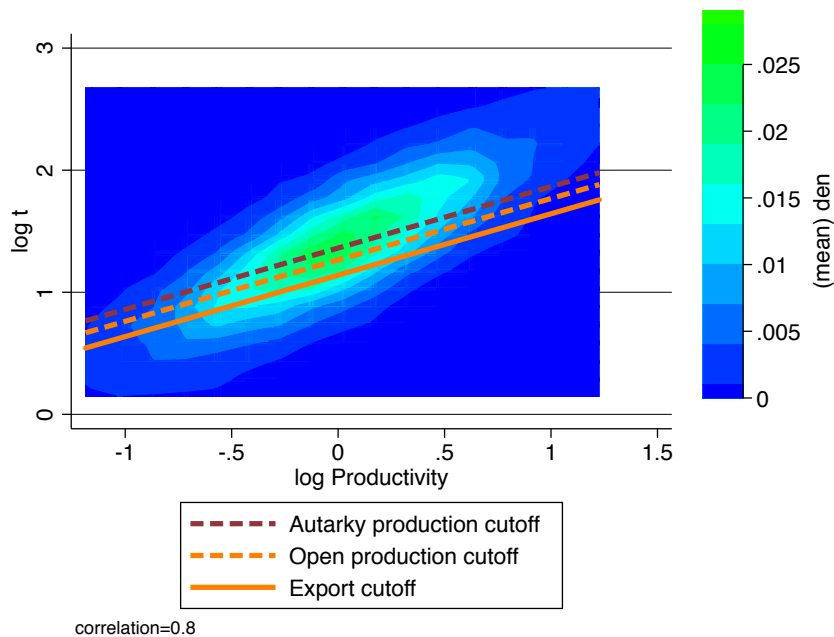 3
2
1
0
log t
-1
-.5
0
.5
1
1.5
log Productivity
.025
.02
.015
.01
.005
0
(mean) den
Autarky production cutoff
Open production cutoff
Export cutoff
correlation=0.8